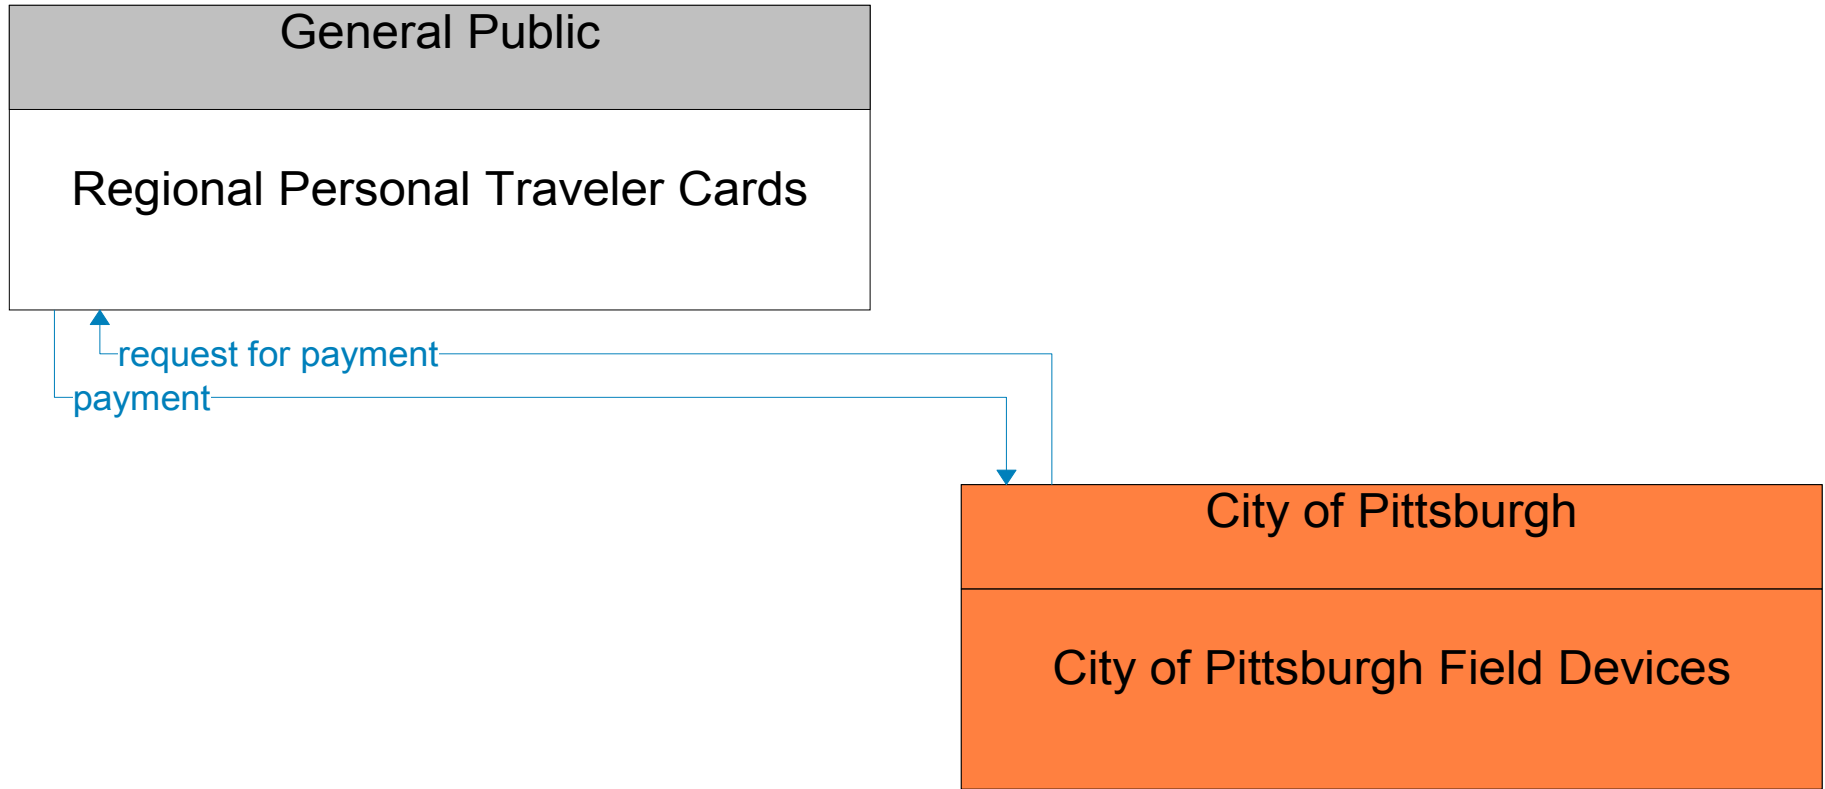 General Public
Regional Personal Traveler Cards
request for payment
payment
City of Pittsburgh
City of Pittsburgh Field Devices